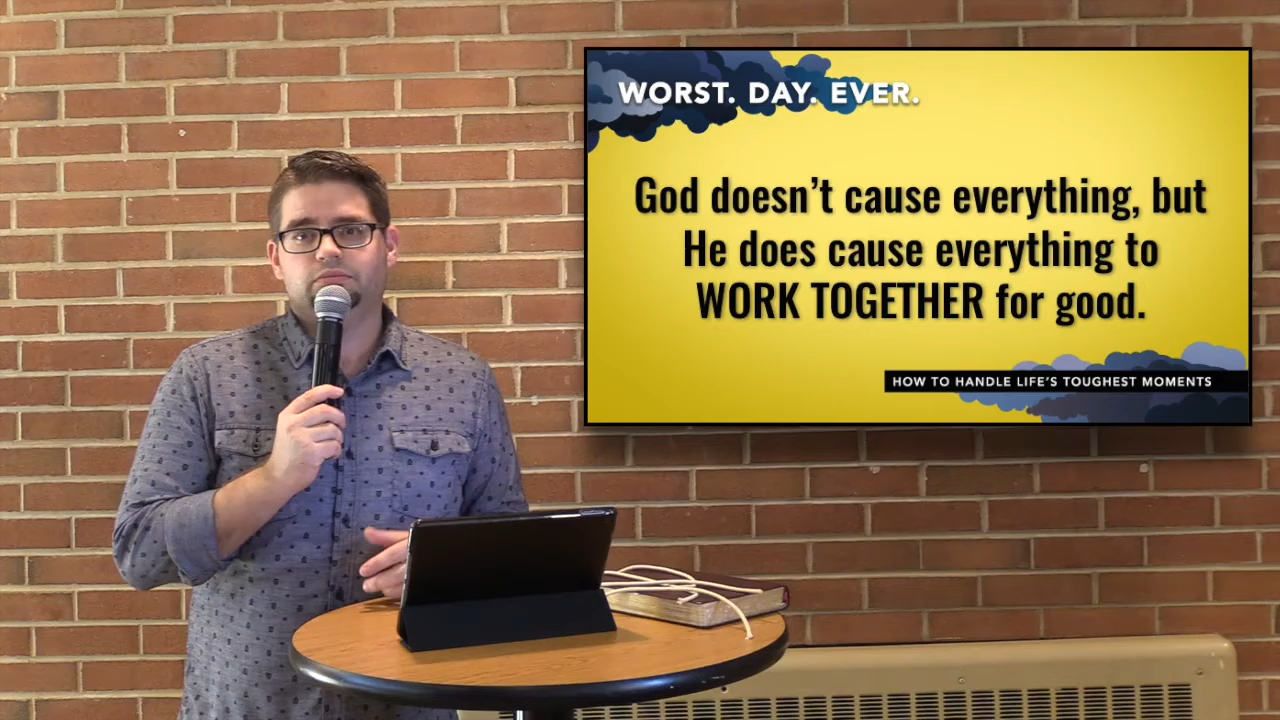 WORST. DAY. EVER.
God doesn't cause everything, but
He does cause everything to
WORK TOGETHER for good.
HOW TO HANDLE LIFE'S TOUGHEST MOMENTS